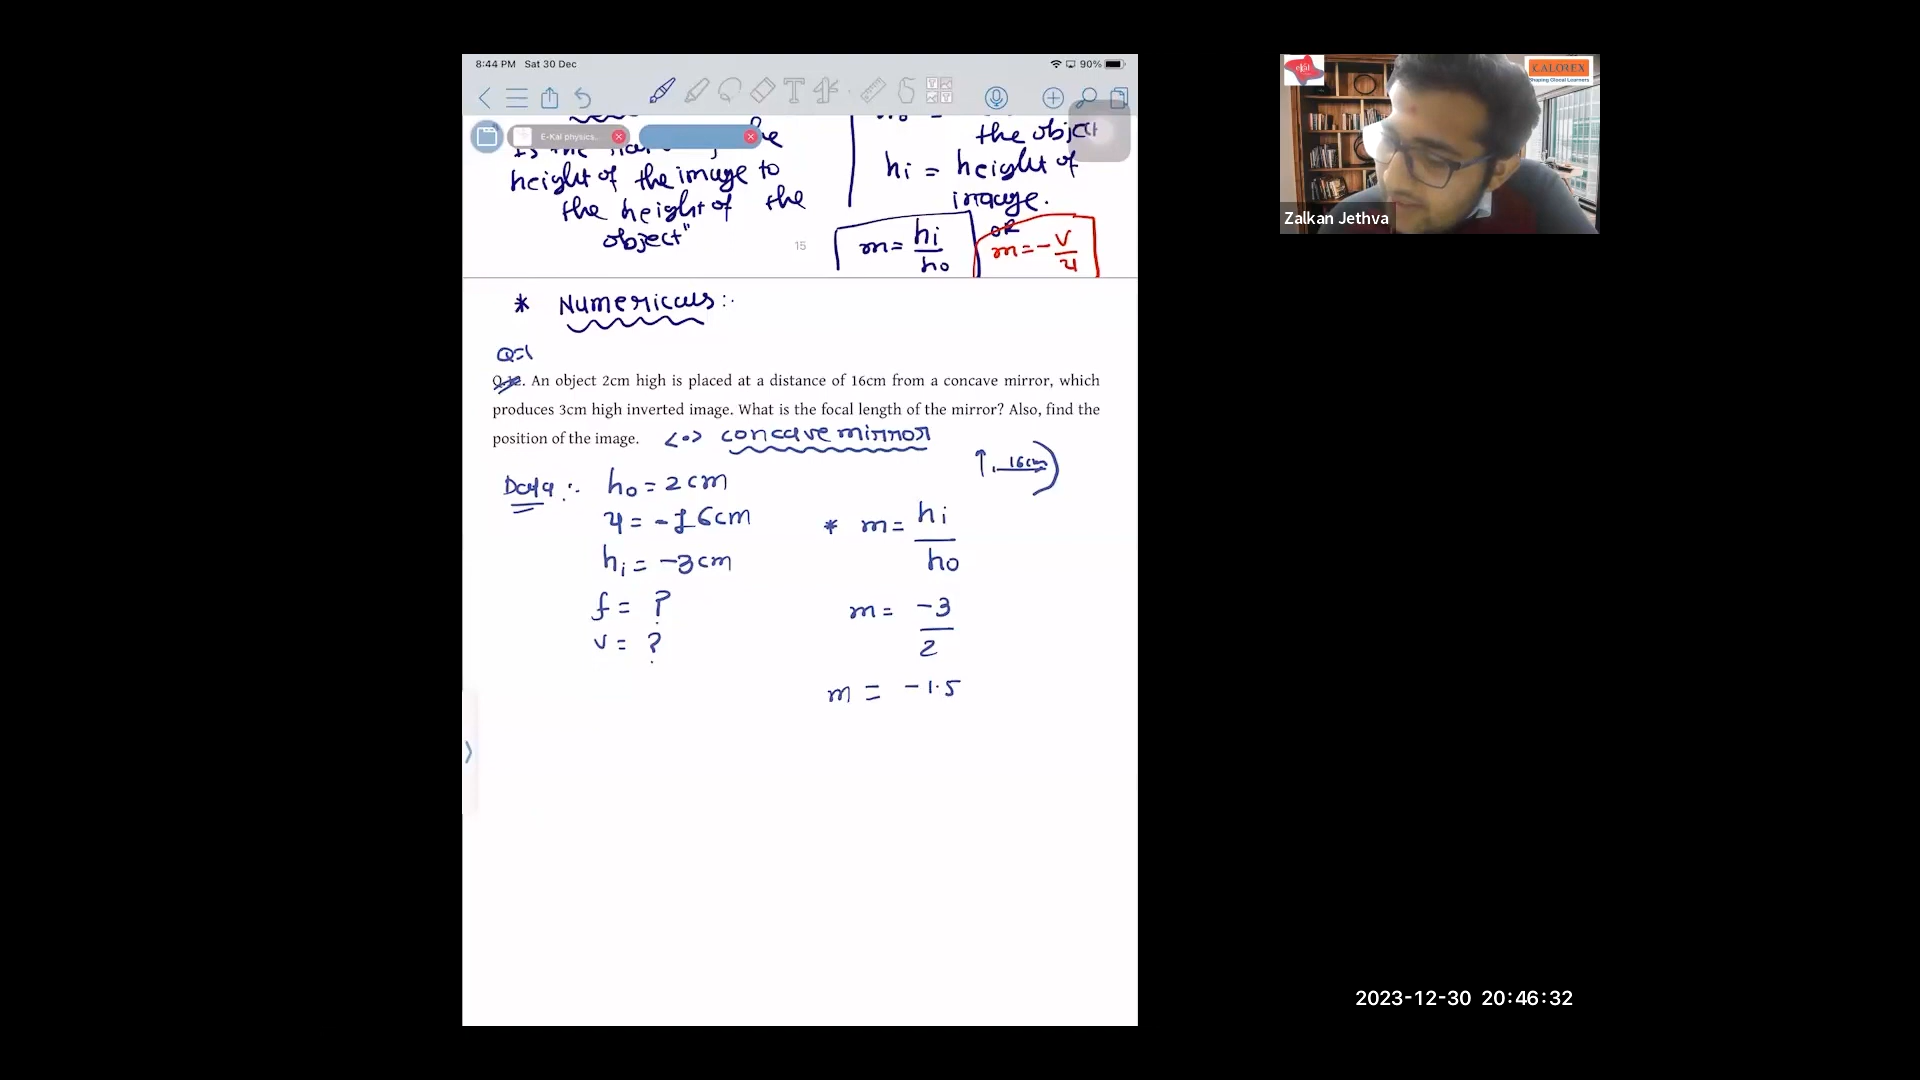 8:44 PM Sat 30 Dec
90%
E-Kal physics..
the object
hi = height of
image.
height of the image to
the height of the
object"
15
m = hi/ho
OR
m = -v/u
* Numericals :-
Q=1
An object 2cm high is placed at a distance of 16cm from a concave mirror, which
produces 3cm high inverted image. What is the focal length of the mirror? Also, find the
position of the image. <•> concave mirror
16cm
Data :- ho = 2cm
u = -16cm
hi = -3cm
f = ?
v = ?
* m = hi/ho
m = -3/2
m = -1.5
eKal
CALOREX
Shaping Glocal Learners
Zalkan Jethva
2023-12-30 20:46:32